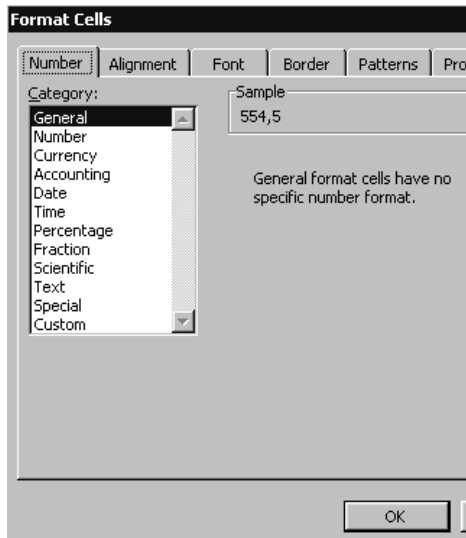 Format Cells
Number Alignment Font Border Patterns Pro
Category:
General
Number
Currency
Accounting
Date
Time
Percentage
Fraction
Scientific
Text
Special
Custom
Sample
554,5
General format cells have no
specific number format.
OK